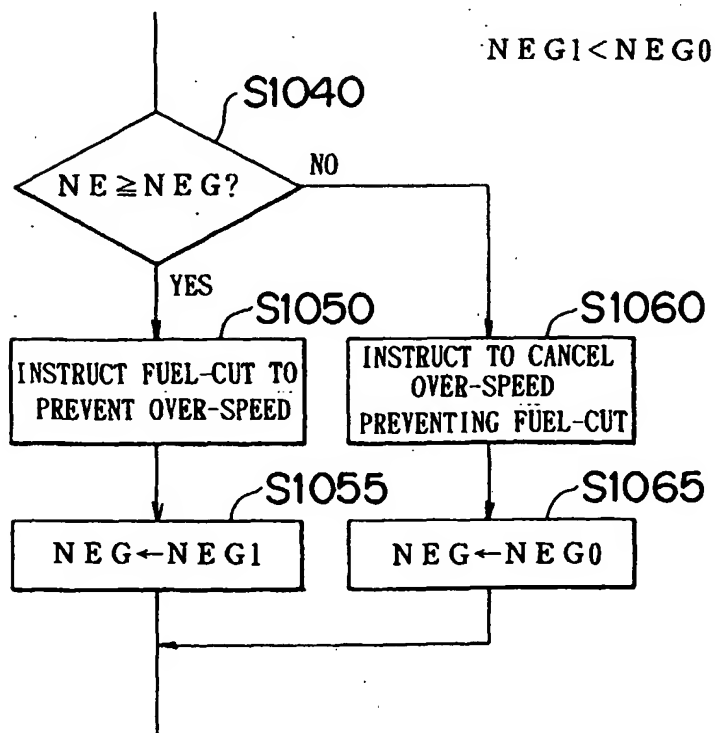 NEG1<NEG0
S1040
NE≧NEG?
NO
YES
S1050
INSTRUCT FUEL-CUT TO
PREVENT OVER-SPEED
S1060
INSTRUCT TO CANCEL
OVER-SPEED
PREVENTING FUEL-CUT
S1055
NEG←NEG1
S1065
NEG←NEG0